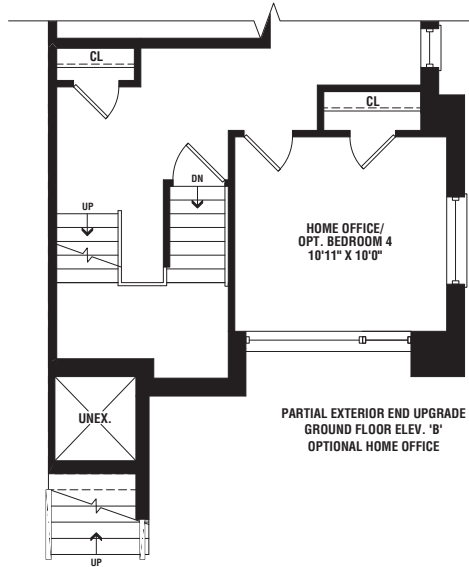 CL
CL
DN
UP
HOME OFFICE/
OPT. BEDROOM 4
10'11" X 10'0"
UNEX.
PARTIAL EXTERIOR END UPGRADE
GROUND FLOOR ELEV. 'B'
OPTIONAL HOME OFFICE
UP